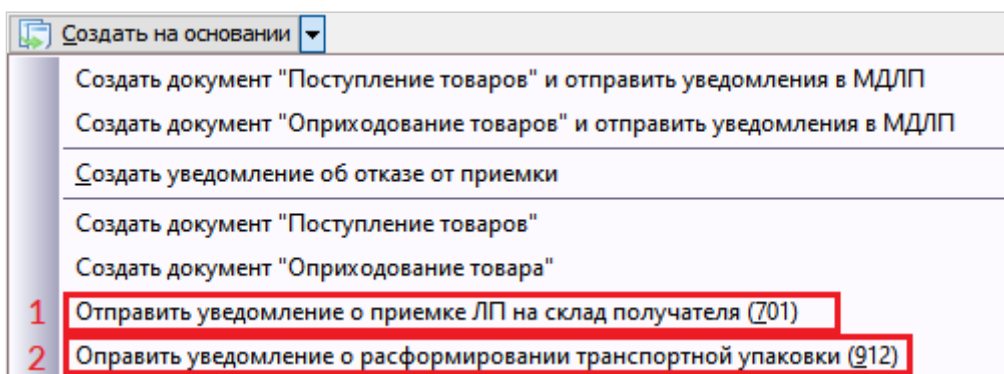 Создать на основании
Создать документ "Поступление товаров" и отправить уведомления в МДЛП
Создать документ "Оприходование товаров" и отправить уведомления в МДЛП
Создать уведомление об отказе от приемки
Создать документ "Поступление товаров"
Создать документ "Оприходование товара"
1 Отправить уведомление о приемке ЛП на склад получателя (701)
2 Оправить уведомление о расформировании транспортной упаковки (912)